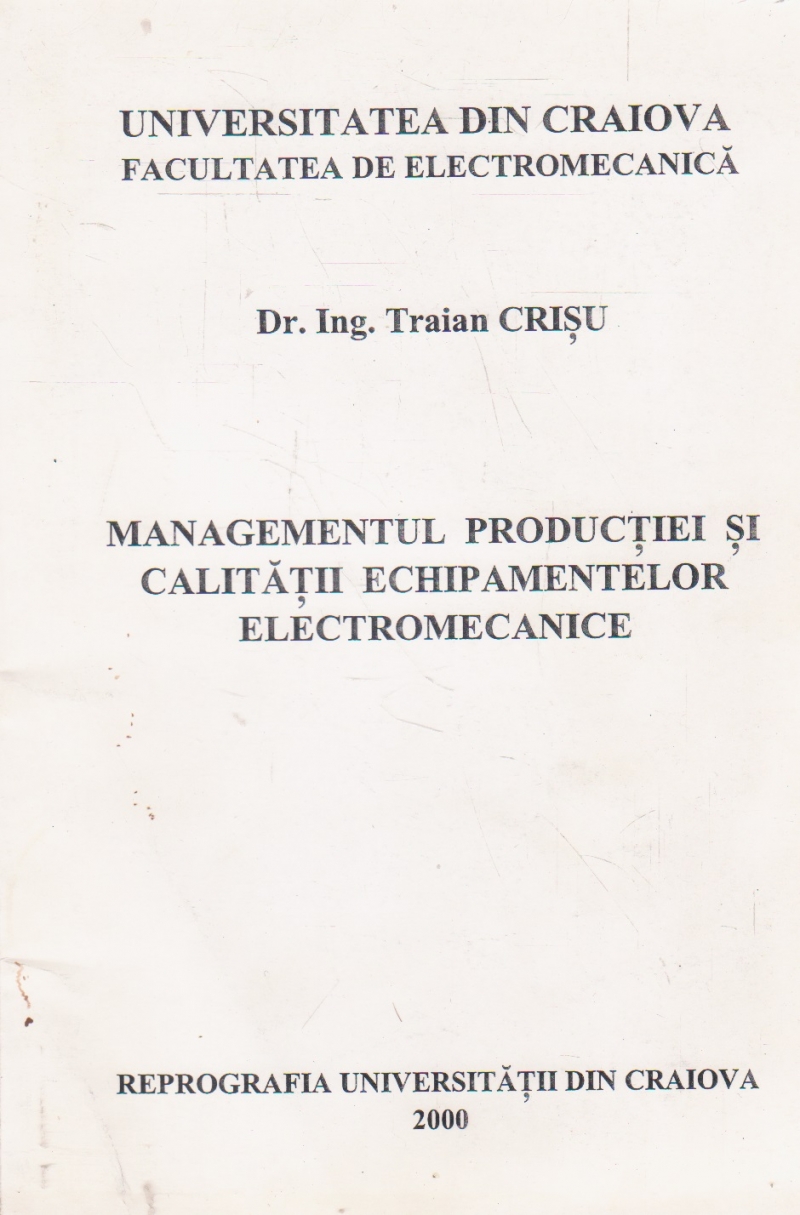 UNIVERSITATEA DIN CRAIOVA
FACULTATEA DE ELECTROMECANICĂ
Dr. Ing. Traian CRIȘU
MANAGEMENTUL PRODUCȚIEI ȘI
CALITĂȚII ECHIPAMENTELOR
ELECTROMECANICE
REPROGRAFIA UNIVERSITĂȚII DIN CRAIOVA
2000